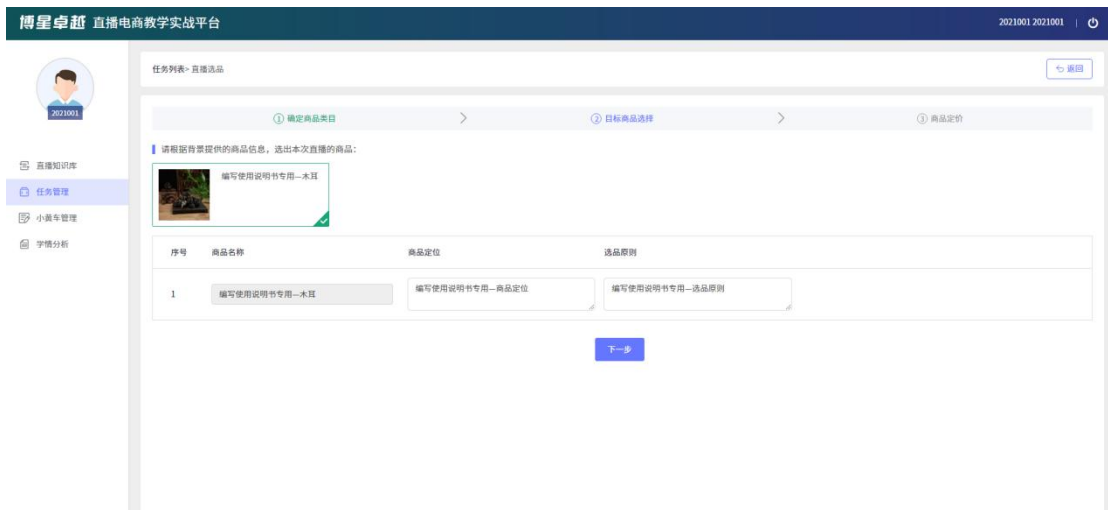 博星卓越 直播电商教学实战平台
2021001 2021001
2021001
直播知识库
任务管理
小黄车管理
学情分析
任务列表> 直播选品
返回
① 确定商品类目
② 目标商品选择
③ 商品定价
请根据背景提供的商品信息，选出本次直播的商品：
编写使用说明书专用—木耳
序号 商品名称 商品定位 选品原则
1 编写使用说明书专用—木耳 编写使用说明书专用—商品定位 编写使用说明书专用—选品原则
下一步